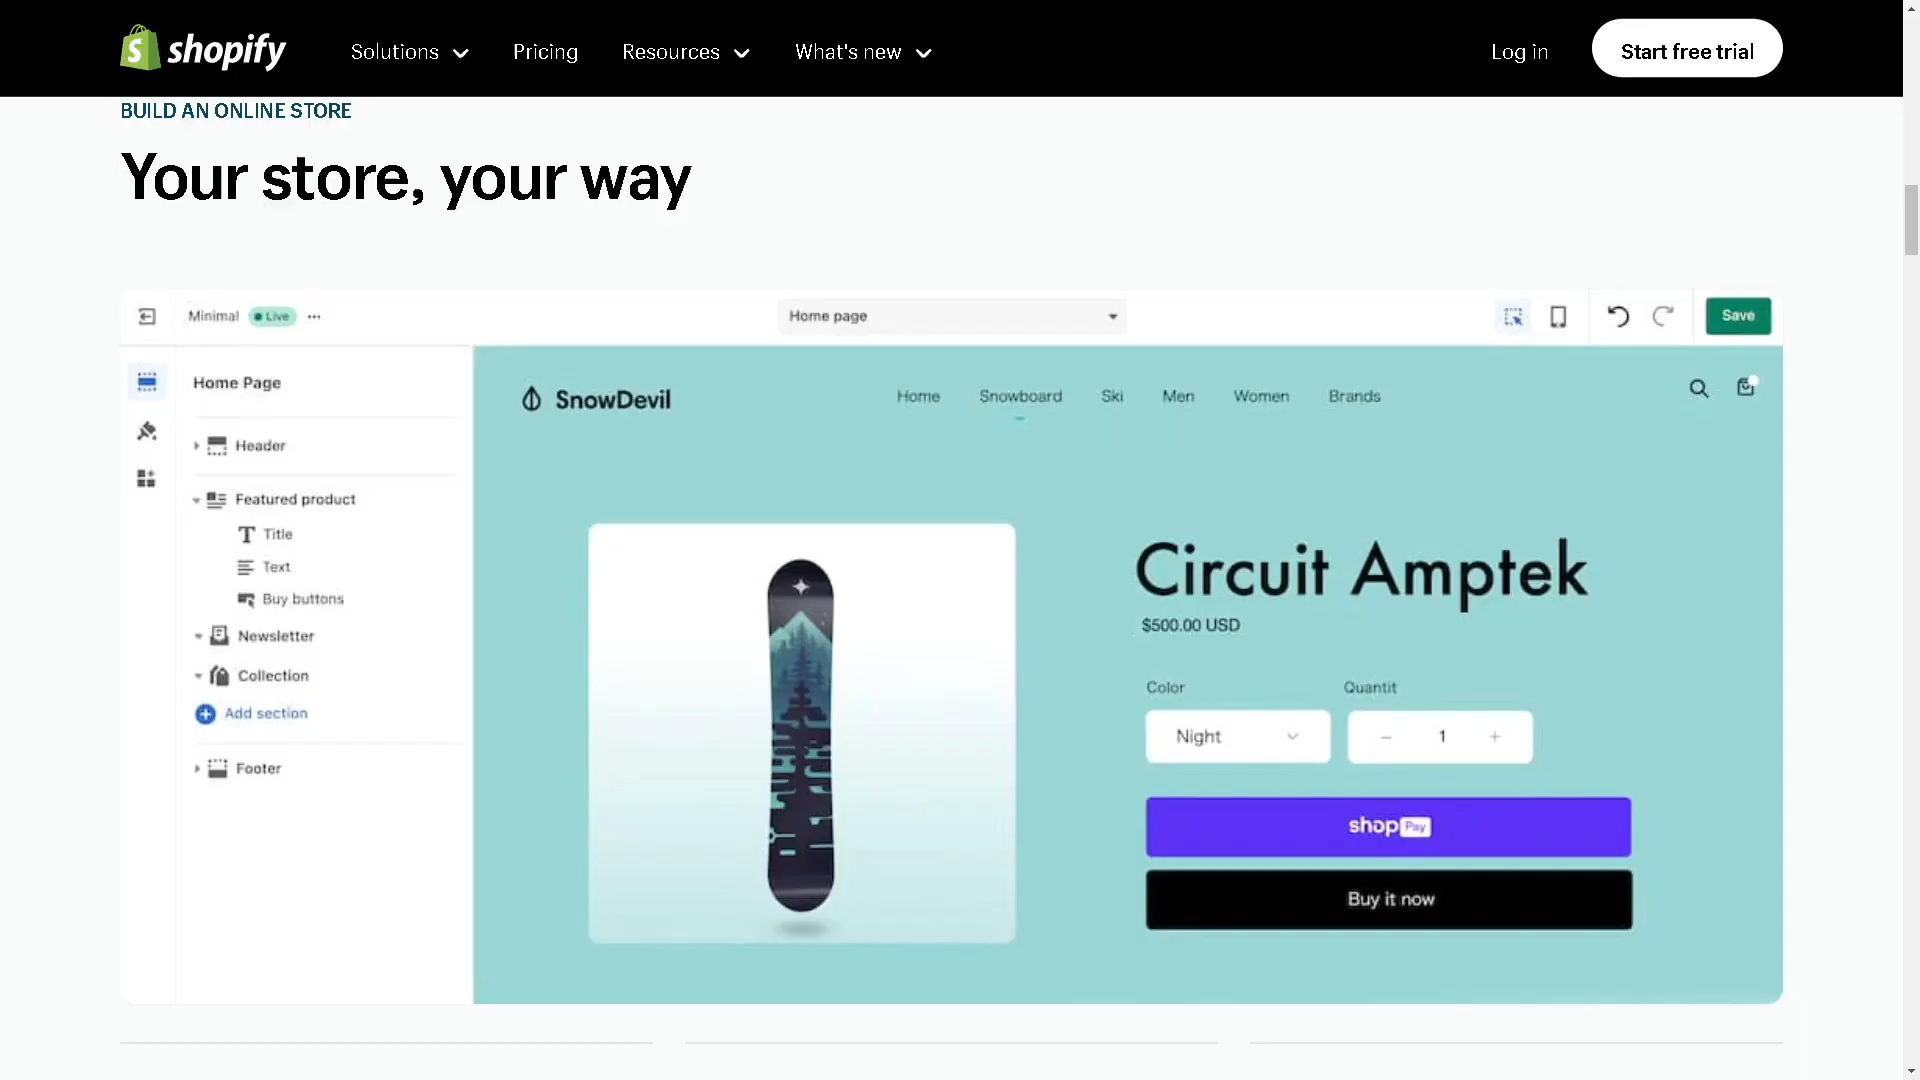 shopify
Solutions
Pricing
Resources
What's new
Log in
Start free trial
BUILD AN ONLINE STORE
Your store, your way
Minimal
Live
Home page
Save
Home Page
Header
Featured product
Title
Text
Buy buttons
Newsletter
Collection
Add section
Footer
SnowDevil
Home
Snowboard
Ski
Men
Women
Brands
Circuit Amptek
$500.00 USD
Color
Quantit
Night
1
shop Pay
Buy it now